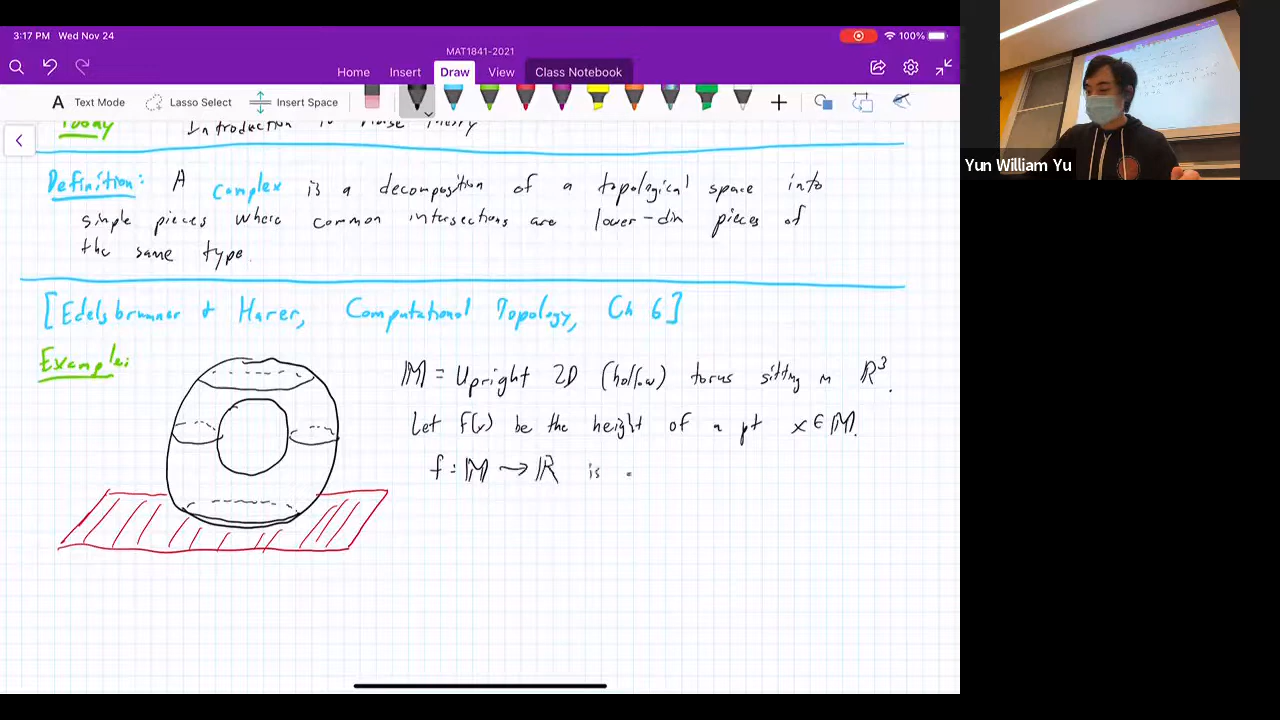 3:17 PM Wed Nov 24
100%
MAT1841-2021
Home Insert Draw View Class Notebook
Text Mode Lasso Select Insert Space
Today Introduction to Morse Theory
Definition: A complex is a decomposition of a topological space into
simple pieces where common intersections are lower-dim pieces of
the same type.
[Edelsbrunner & Harer, Computational Topology, Ch 6]
Example:
𝕄 = Upright 2D (hollow) torus sitting in ℝ³.
Let f(x) be the height of a pt x ∈ 𝕄.
f: 𝕄 → ℝ is
Yun William Yu